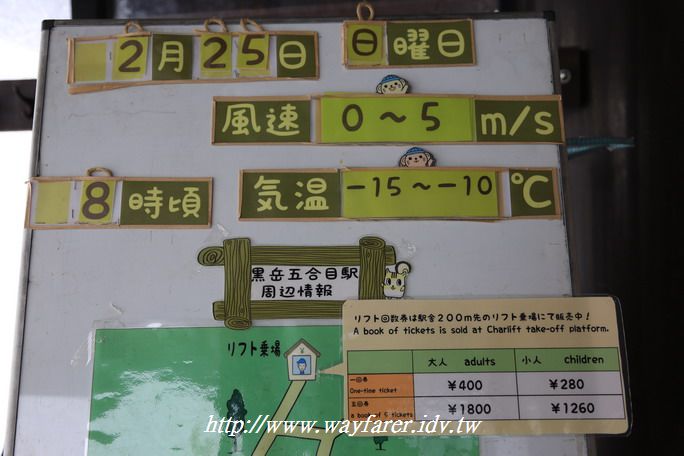 2月25日 日曜日
風速 0～5 m/s
8時頃 気温 -15～-10 ℃
黒岳五合目駅
周辺情報
リフト乗場
リフト回数券は駅舎200m先のリフト乗場にて販売中！
A book of tickets is sold at Charlift take-off platform.
大人 adults 小人 children
一回券
One-time ticket ¥400 ¥280
五回券
a book of 5 tickets ¥1800 ¥1260
http://www.wayfarer.idv.tw